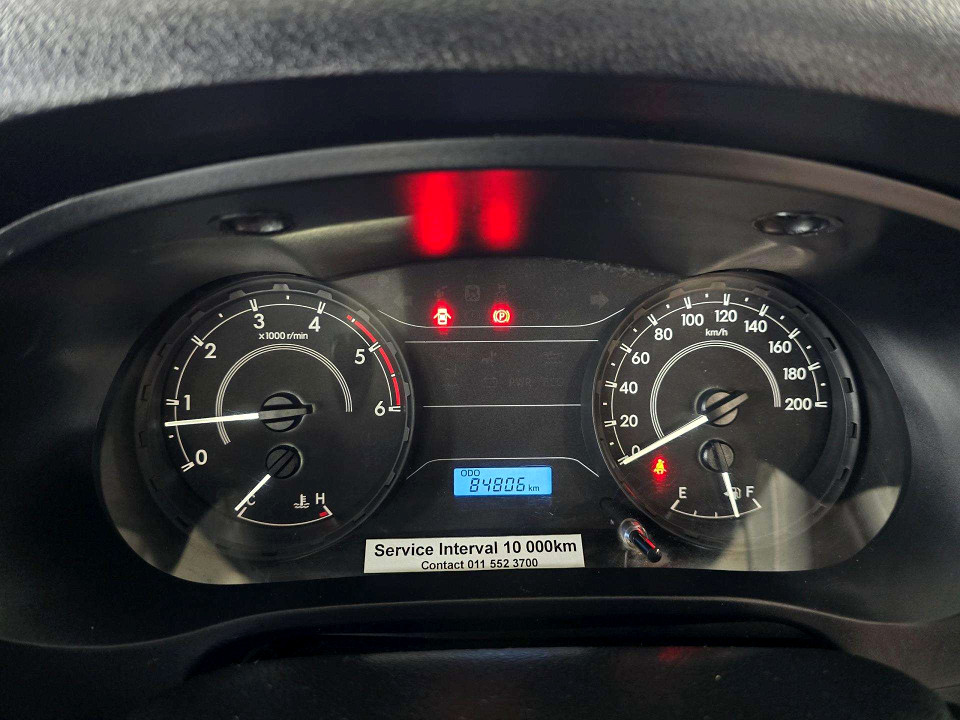 0
1
2
3
4
5
6
x1000 r/min
C
H
(P)
ODO
84806 km
Service Interval 10 000km
Contact 011 552 3700
0
20
40
60
80
100
120
140
160
180
200
km/h
E
F